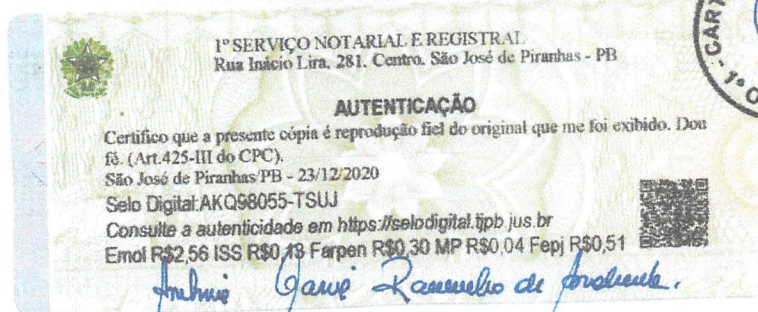 1º SERVIÇO NOTARIAL E REGISTRAL
Rua Inácio Lira, 281, Centro, São José de Piranhas - PB
CART
1º O
AUTENTICAÇÃO
Certifico que a presente cópia é reprodução fiel do original que me foi exibido. Dou
fé. (Art.425-III do CPC).
São José de Piranhas/PB - 23/12/2020
Selo Digital:AKQ98055-TSUJ
Consulte a autenticidade em https://selodigital.tjpb.jus.br
Emol R$2,56 ISS R$0,13 Farpen R$0,30 MP R$0,04 Fepj R$0,51
de